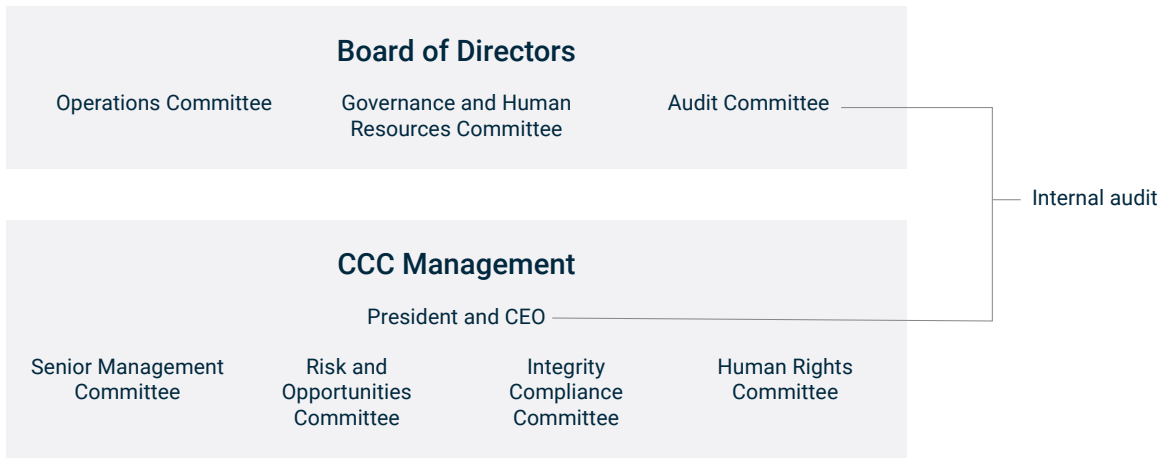 Board of Directors
Operations Committee
Governance and Human
Resources Committee
Audit Committee
Internal audit
CCC Management
President and CEO
Senior Management
Committee
Risk and
Opportunities
Committee
Integrity
Compliance
Committee
Human Rights
Committee